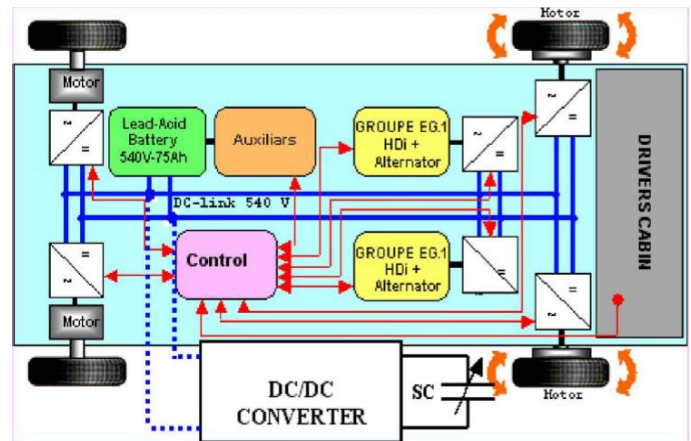 Motor
Motor
Lead-Acid
Battery
540V-75Ah
Auxiliars
GROUPE EG.1
HDi +
Alternator
~
=
~
=
~
=
DC-link 540 V
DRIVERS CABIN
Control
GROUPE EG.1
HDi +
Alternator
=
~
=
~
=
~
Motor
Motor
DC/DC
CONVERTER
SC